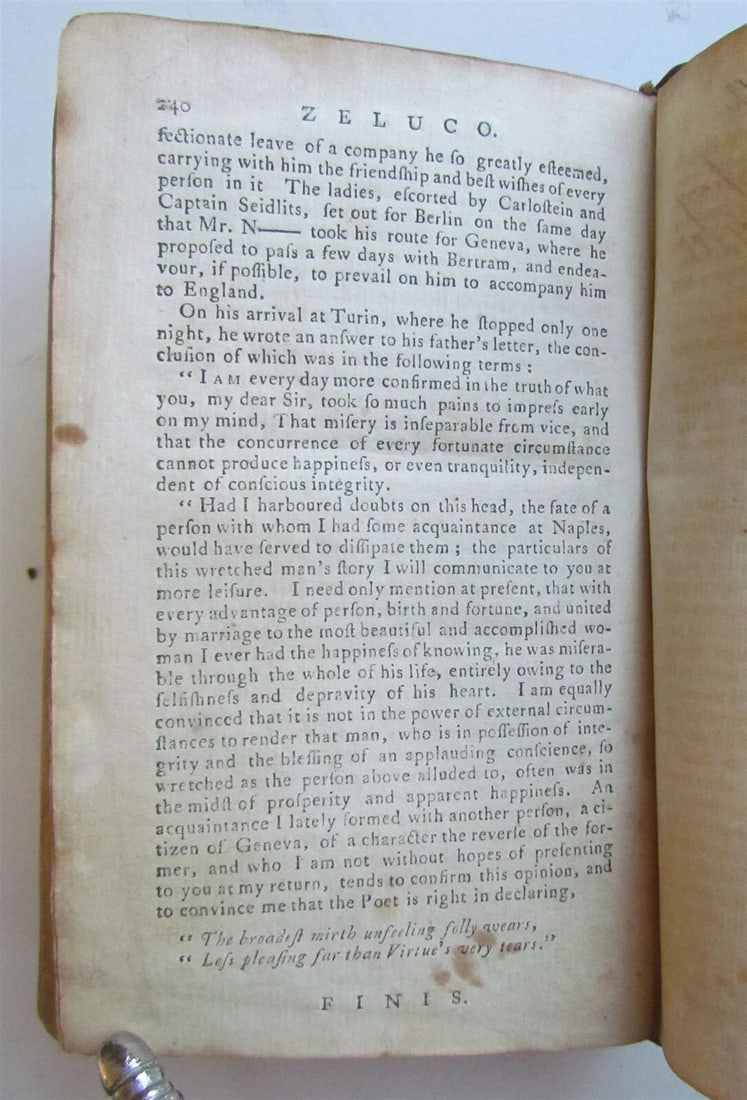 240
ZELUCO.
fectionate leave of a company he ſo greatly eſteemed,
carrying with him the friendſhip and beſt wiſhes of every
perſon in it The ladies, eſcorted by Carloſtein and
Captain Seidlits, ſet out for Berlin on the ſame day
that Mr. N—— took his route for Geneva, where he
propoſed to paſs a few days with Bertram, and endea-
vour, if poſſible, to prevail on him to accompany him
to England.
On his arrival at Turin, where he ſtopped only one
night, he wrote an anſwer to his father's letter, the con-
cluſion of which was in the following terms :
“ I AM every day more confirmed in the truth of what
you, my dear Sir, took ſo much pains to impreſs early
on my mind, That miſery is inſeparable from vice, and
that the concurrence of every fortunate circumſtance
cannot produce happineſs, or even tranquility, indepen-
dent of conſcious integrity.
“ Had I harboured doubts on this head, the fate of a
perſon with whom I had ſome acquaintance at Naples,
would have ſerved to diſſipate them ; the particulars of
this wretched man's ſtory I will communicate to you at
more leiſure. I need only mention at preſent, that with
every advantage of perſon, birth and fortune, and united
by marriage to the moſt beautiful and accompliſhed wo-
man I ever had the happineſs of knowing, he was miſera-
ble through the whole of his life, entirely owing to the
ſelfiſhneſs and depravity of his heart. I am equally
convinced that it is not in the power of external circum-
ſtances to render that man, who is in poſſeſſion of inte-
grity and the bleſſing of an applauding conſcience, ſo
wretched as the perſon above alluded to, often was in
the midſt of proſperity and apparent happineſs. An
acquaintance I lately formed with another perſon, a ci-
tizen of Geneva, of a character the reverſe of the for-
mer, and who I am not without hopes of preſenting
to you at my return, tends to confirm this opinion, and
to convince me that the Poet is right in declaring,
“ The broadeſt mirth unfeeling folly wears,
“ Leſs pleaſing far than Virtue's very tears.”
FINIS.